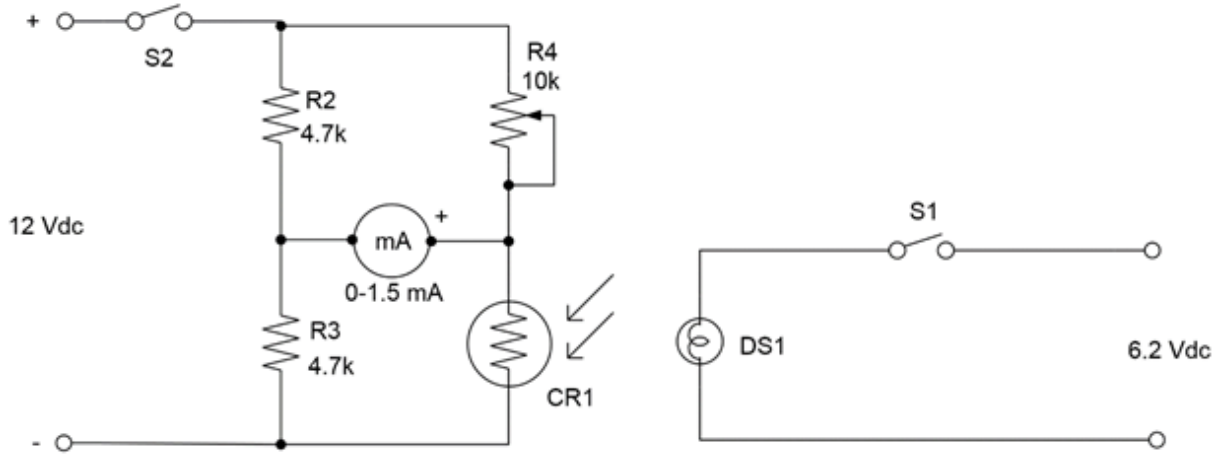 +
S2
R2
4.7k
R4
10k
12 Vdc
mA
+
0-1.5 mA
R3
4.7k
CR1
-
S1
DS1
6.2 Vdc